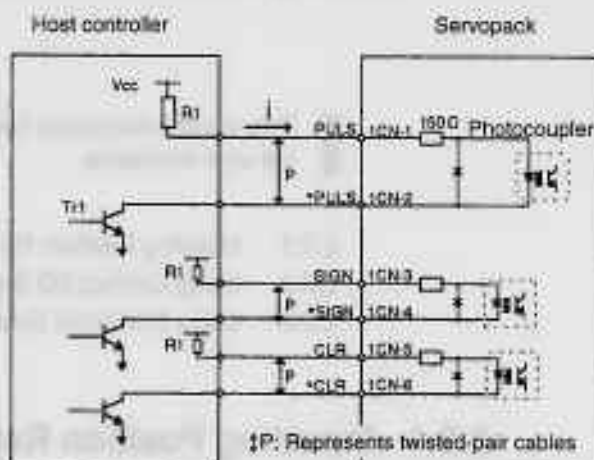 Host controller
Servopack
Vcc
R1
i
PULS 1CN-1 150Ω Photocoupler
P
Tr1
*PULS 1CN-2
R1
SIGN 1CN-3
P
*SIGN 1CN-4
R1
CLR 1CN-5
P
*CLR 1CN-6
↕P: Represents twisted-pair cables